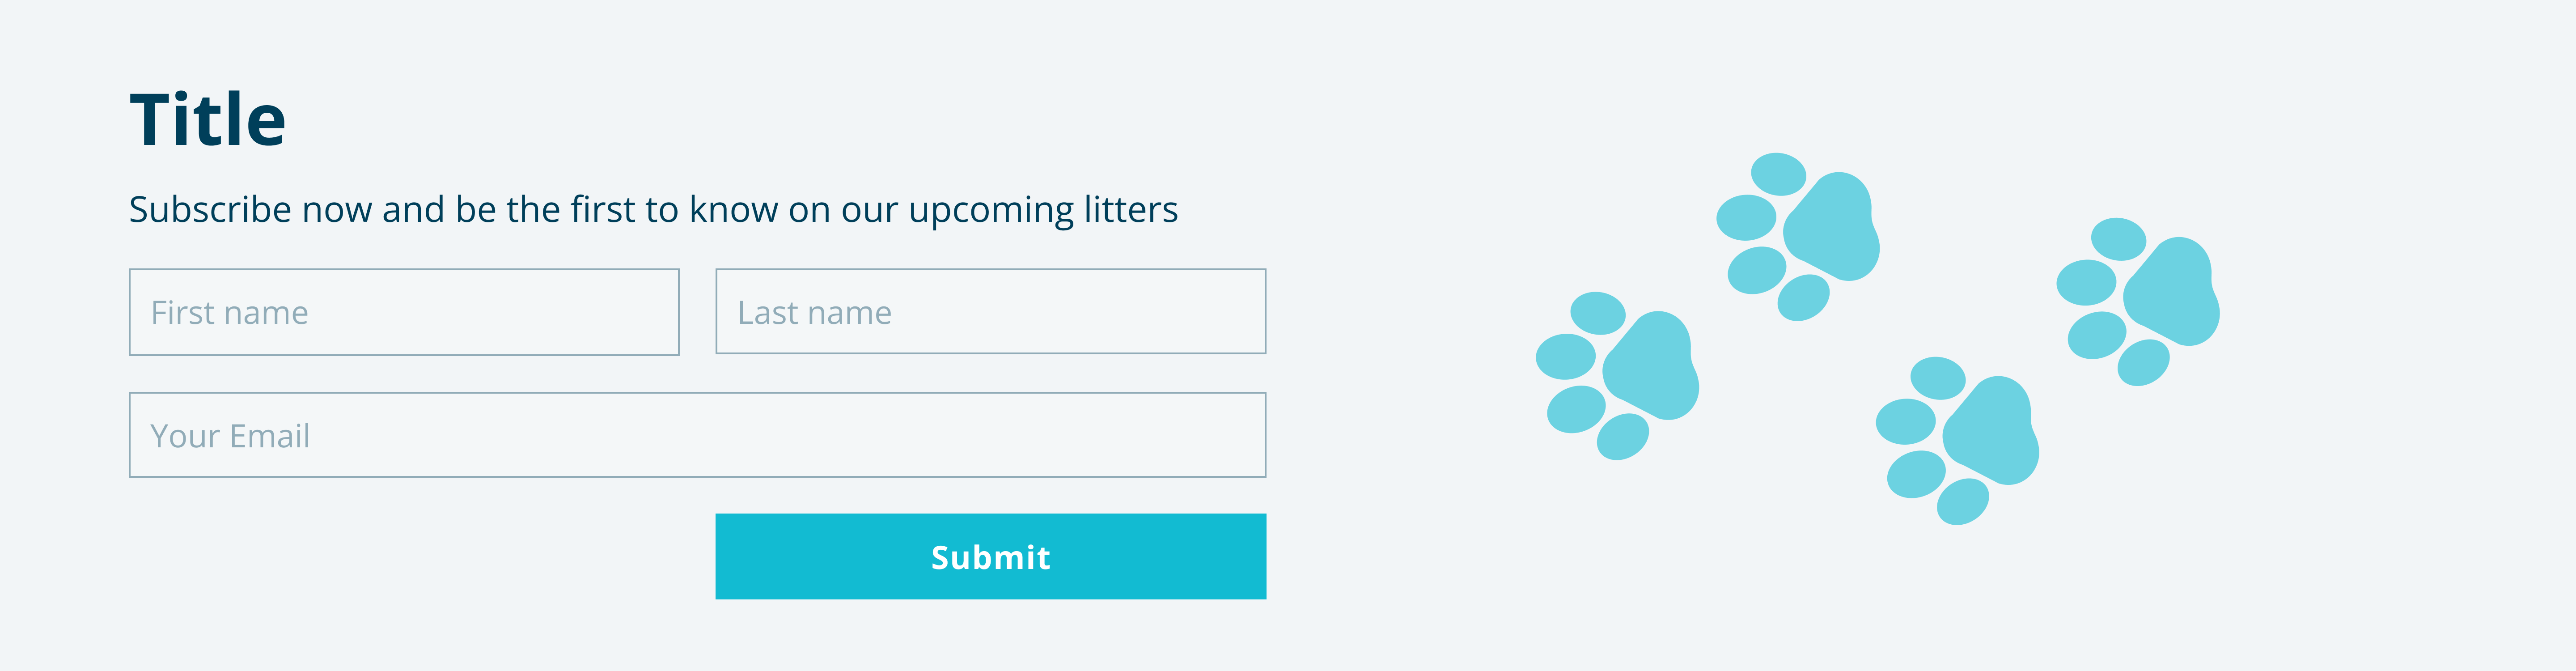 Title
Subscribe now and be the first to know on our upcoming litters
First name
Last name
Your Email
Submit